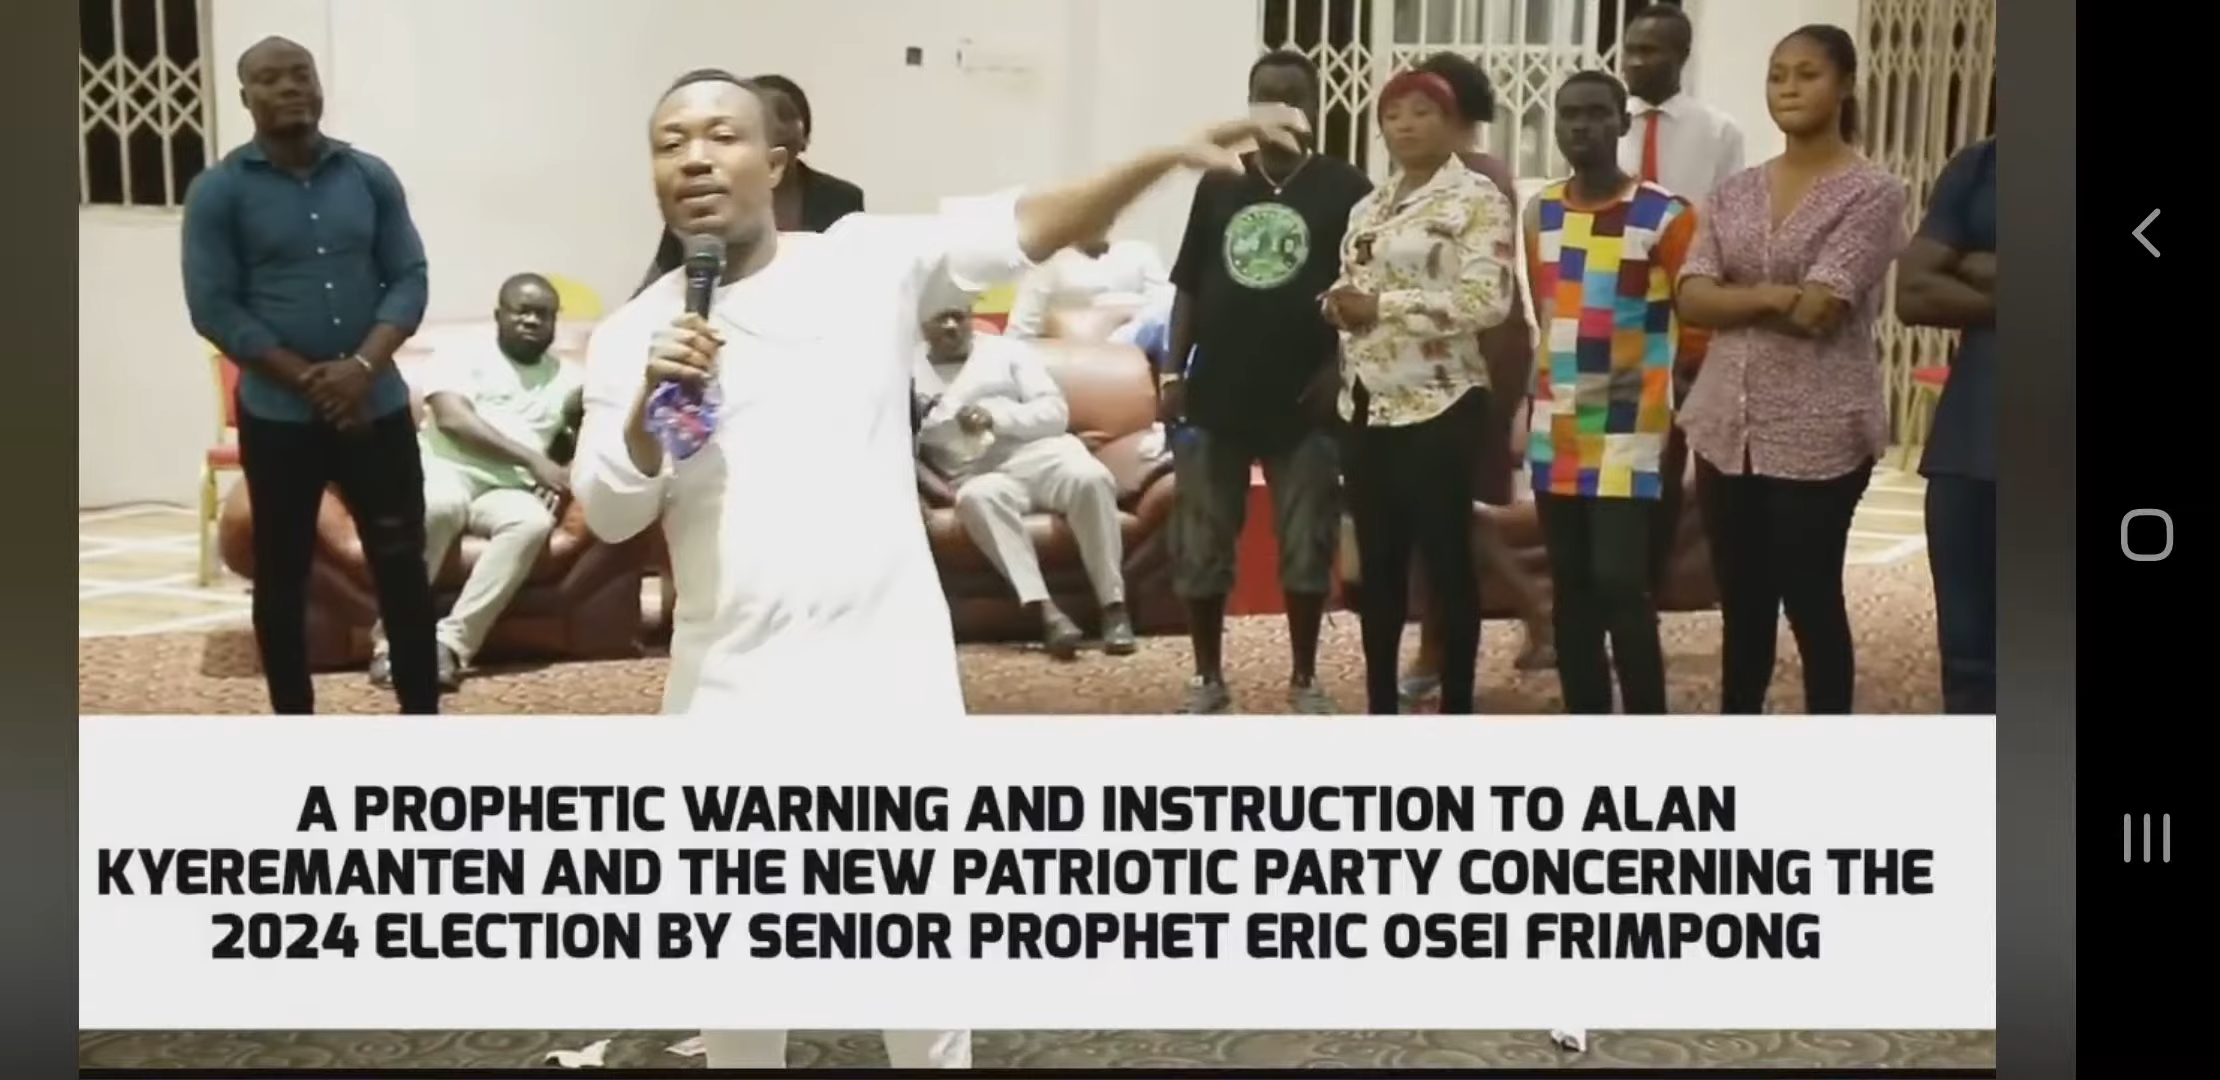 A PROPHETIC WARNING AND INSTRUCTION TO ALAN
KYEREMANTEN AND THE NEW PATRIOTIC PARTY CONCERNING THE
2024 ELECTION BY SENIOR PROPHET ERIC OSEI FRIMPONG